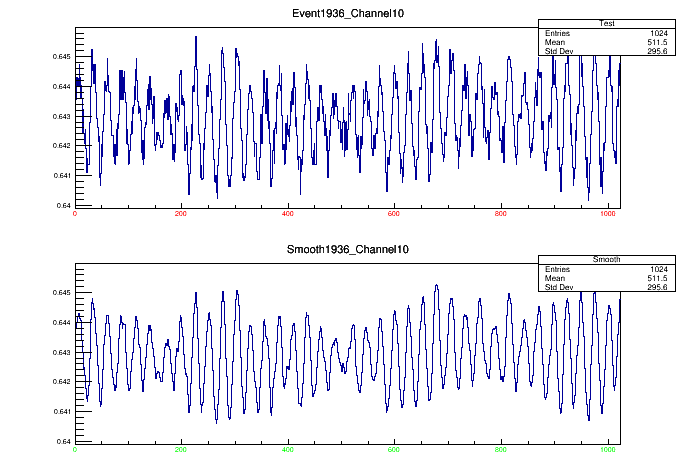 Event1936_Channel10
Test
Entries 1024
Mean 511.5
Std Dev 295.6
0.645
0.644
0.643
0.642
0.641
0.64
0 200 400 600 800 1000
Smooth1936_Channel10
Smooth
Entries 1024
Mean 511.5
Std Dev 295.6
0.645
0.644
0.643
0.642
0.641
0.64
0 200 400 600 800 1000